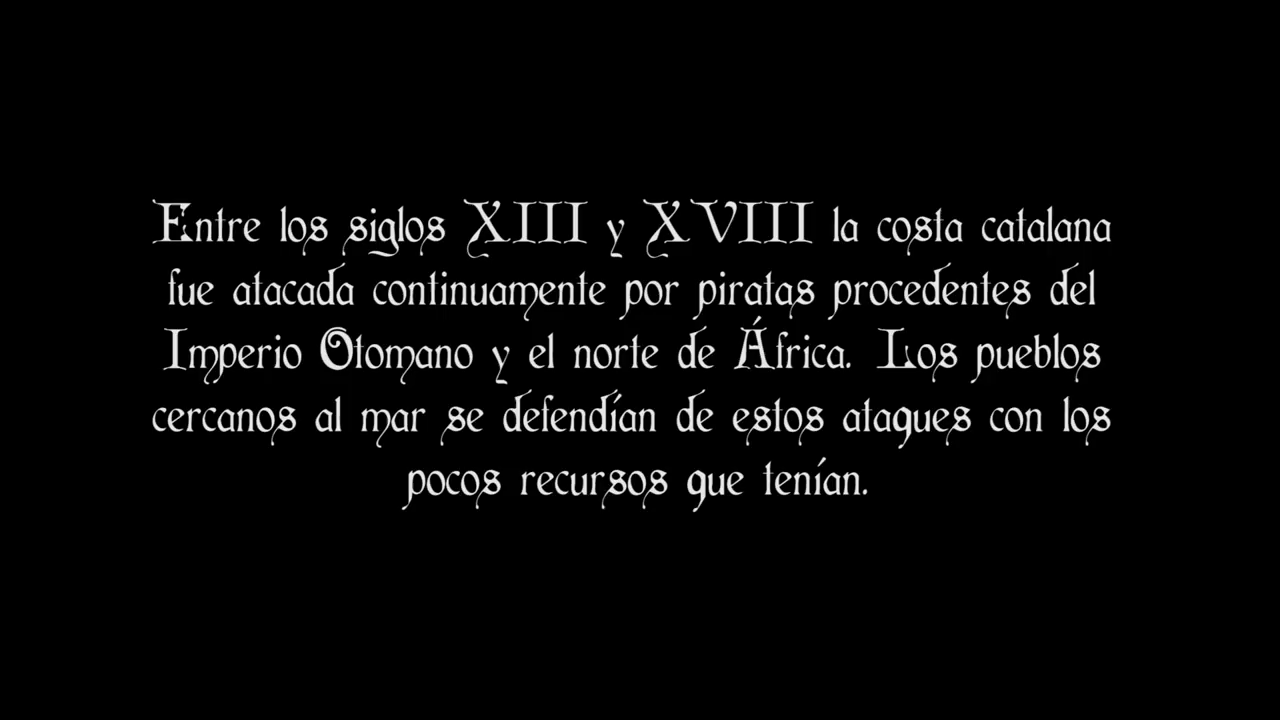 Entre los siglos XIII y XVIII la costa catalana
fue atacada continuamente por piratas procedentes del
Imperio Otomano y el norte de África. Los pueblos
cercanos al mar se defendían de estos ataques con los
pocos recursos que tenían.